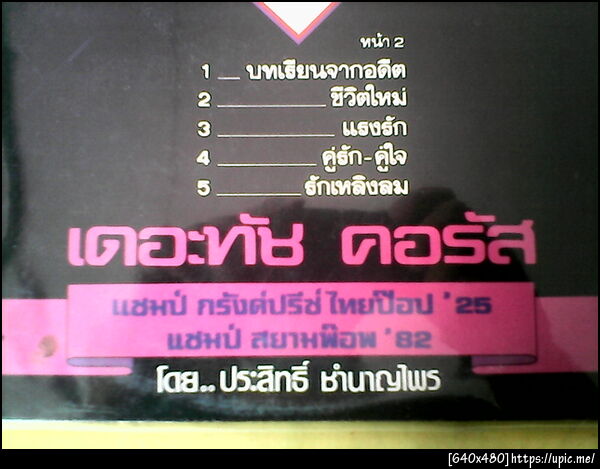 หน้า 2
1 __ บทเรียนจากอดีต
2 __________ ชีวิตใหม่
3 ___________ แรงรัก
4 _________ คู่รัก-คู่ใจ
5 ________ รักเหลิงลม
เดอะทัช คอรัส
แชมป์ กรังด์ปรีซ์ ไทยป๊อป '25
แชมป์ สยามพ๊อพ '82
โดย.. ประสิทธิ์ ชำนาญไพร
[640x480]https://upic.me/